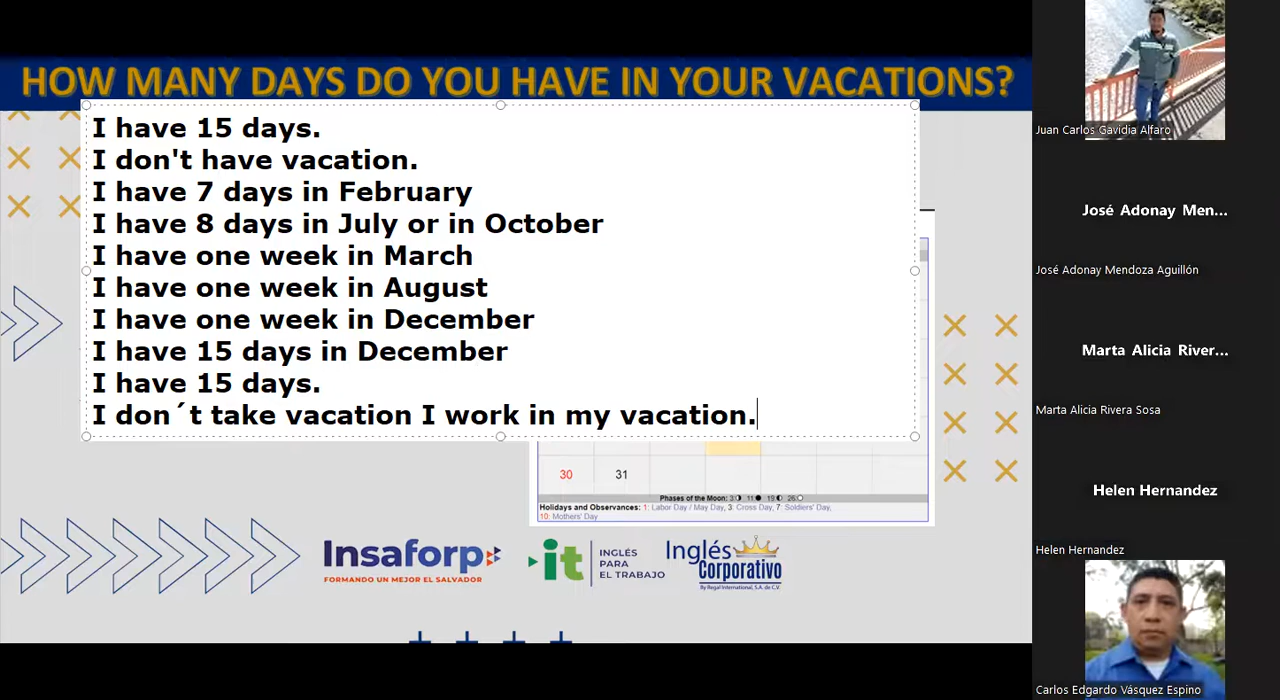 HOW MANY DAYS DO YOU HAVE IN YOUR VACATIONS?
I have 15 days.
I don't have vacation.
I have 7 days in February
I have 8 days in July or in October
I have one week in March
I have one week in August
I have one week in December
I have 15 days in December
I have 15 days.
I don´t take vacation I work in my vacation.
30 31
Phases of the Moon: 3: 11: 19: 26:
Holidays and Observances: 1: Labor Day / May Day, 3: Cross Day, 7: Soldiers' Day,
10: Mothers' Day
Insaforp
FORMANDO UN MEJOR EL SALVADOR
it
INGLÉS
PARA
EL TRABAJO
Inglés
Corporativo
By Regal International, S.A. de C.V.
Juan Carlos Gavidia Alfaro
José Adonay Men...
José Adonay Mendoza Aguillón
Marta Alicia River...
Marta Alicia Rivera Sosa
Helen Hernandez
Helen Hernandez
Carlos Edgardo Vásquez Espino